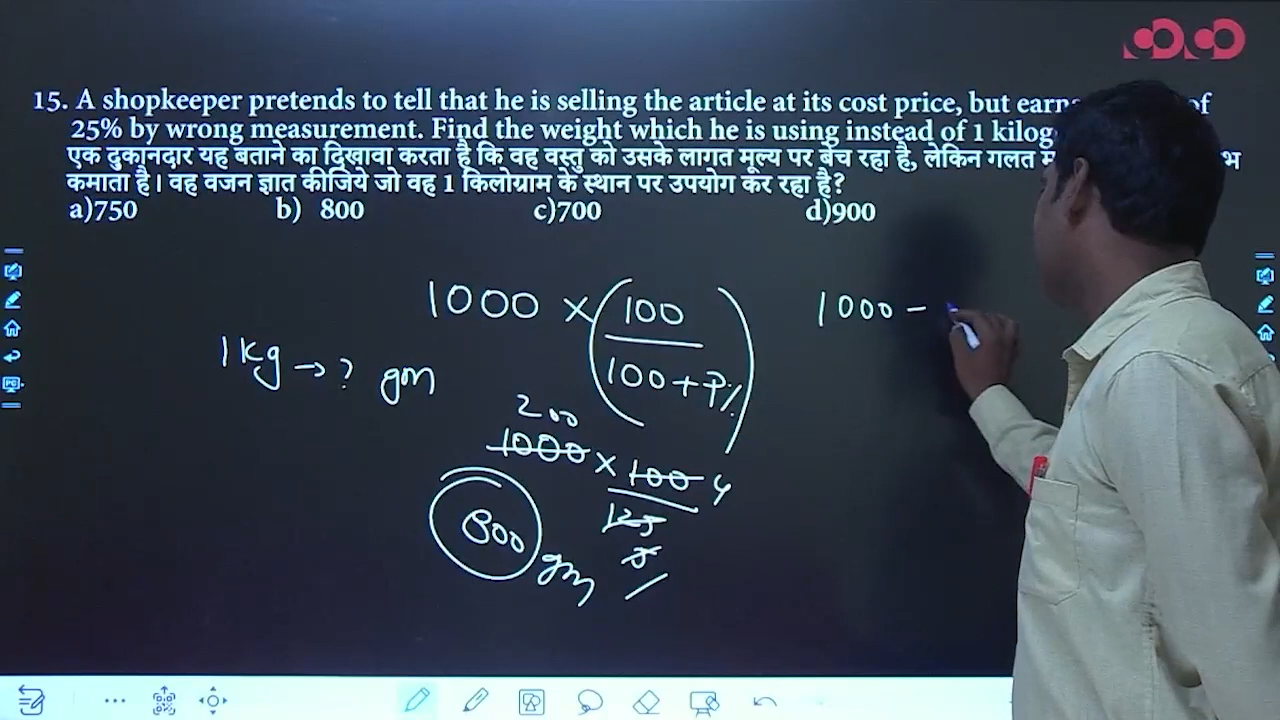 15. A shopkeeper pretends to tell that he is selling the article at its cost price, but of
25% by wrong measurement. Find the weight which he is using instead of 1
एक दुकानदार यह बताने का दिखावा करता है कि वह वस्तु को उसके लागत मूल्य पर बेच रहा है, लेकिन गलत
कमाता है। वह वजन ज्ञात कीजिये जो वह 1 किलोग्राम के स्थान पर उपयोग कर रहा है?
a)750 b) 800 c)700 d)900
1000 × (100 / 100 + P%) 1000 -
1kg → ? gm
200
1000 × 100 4
125
800 gm